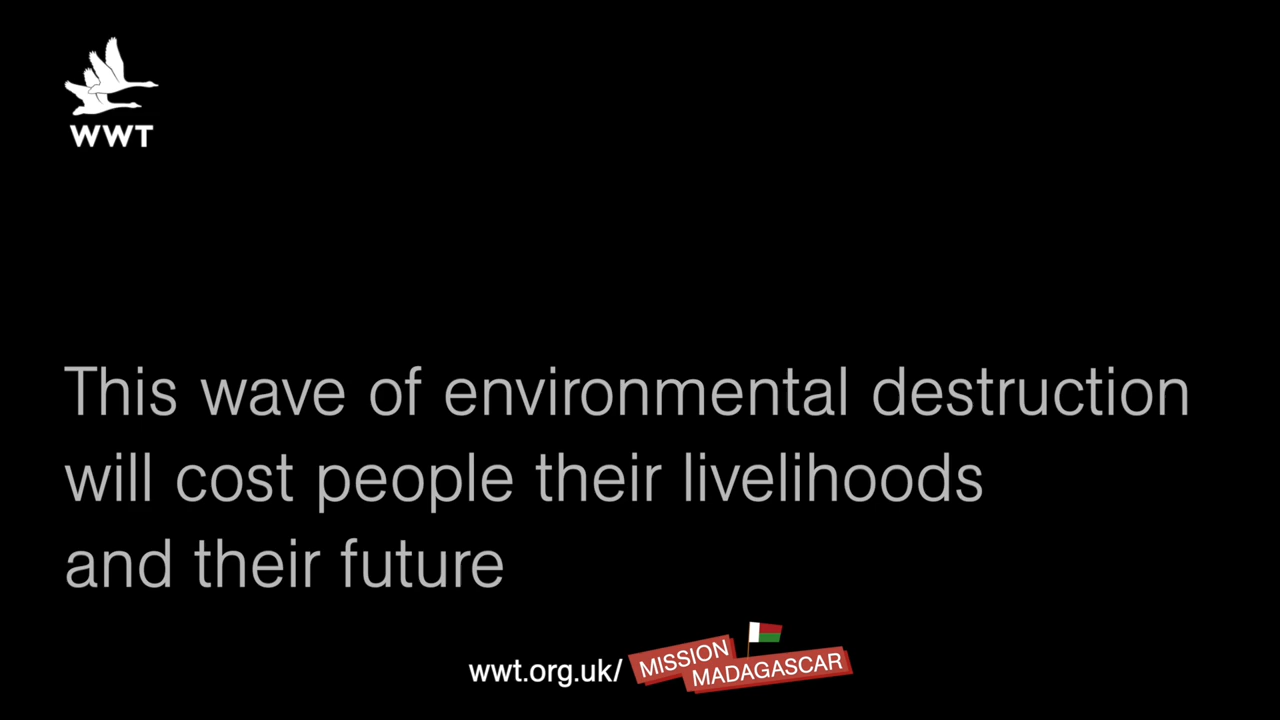 WWT
This wave of environmental destruction
will cost people their livelihoods
and their future
wwt.org.uk/ MISSION
MADAGASCAR